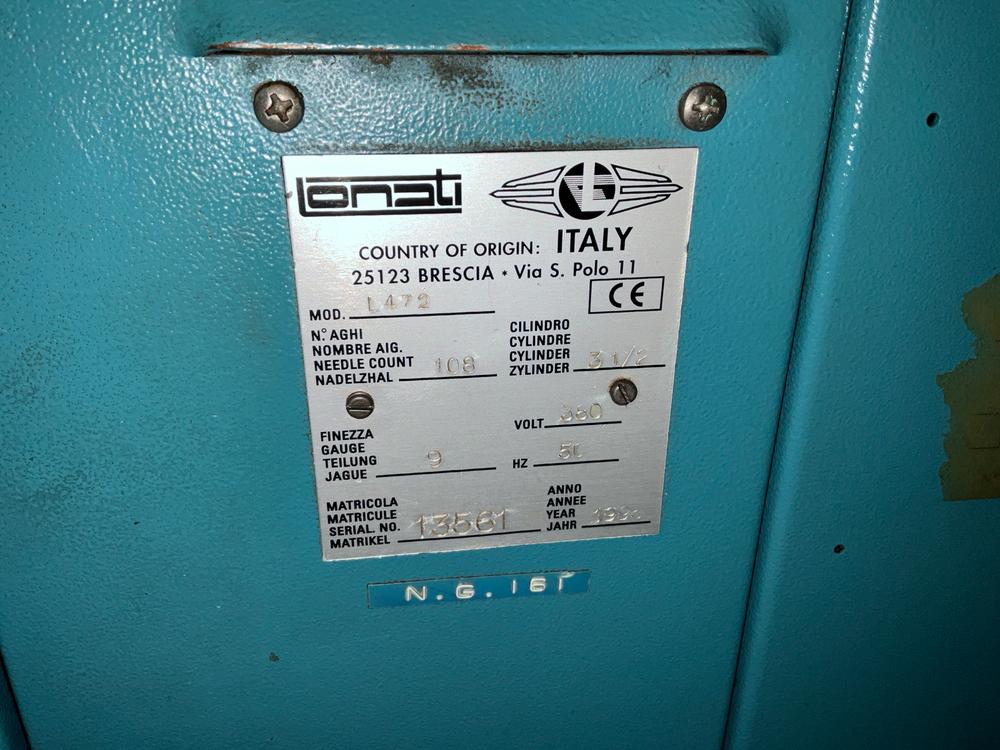 Lonati
COUNTRY OF ORIGIN: ITALY
25123 BRESCIA • Via S. Polo 11
CE
MOD. L472
N.° AGHI
NOMBRE AIG.
NEEDLE COUNT 108
NADELZHAL
CILINDRO
CYLINDRE
CYLINDER 3 1/2
ZYLINDER
VOLT
FINEZZA
GAUGE
TEILUNG 9
JAGUE
HZ 50
MATRICOLA
MATRICULE
SERIAL. NO. 13561
MATRIKEL
ANNO
ANNEE
YEAR
JAHR
N.G. 161